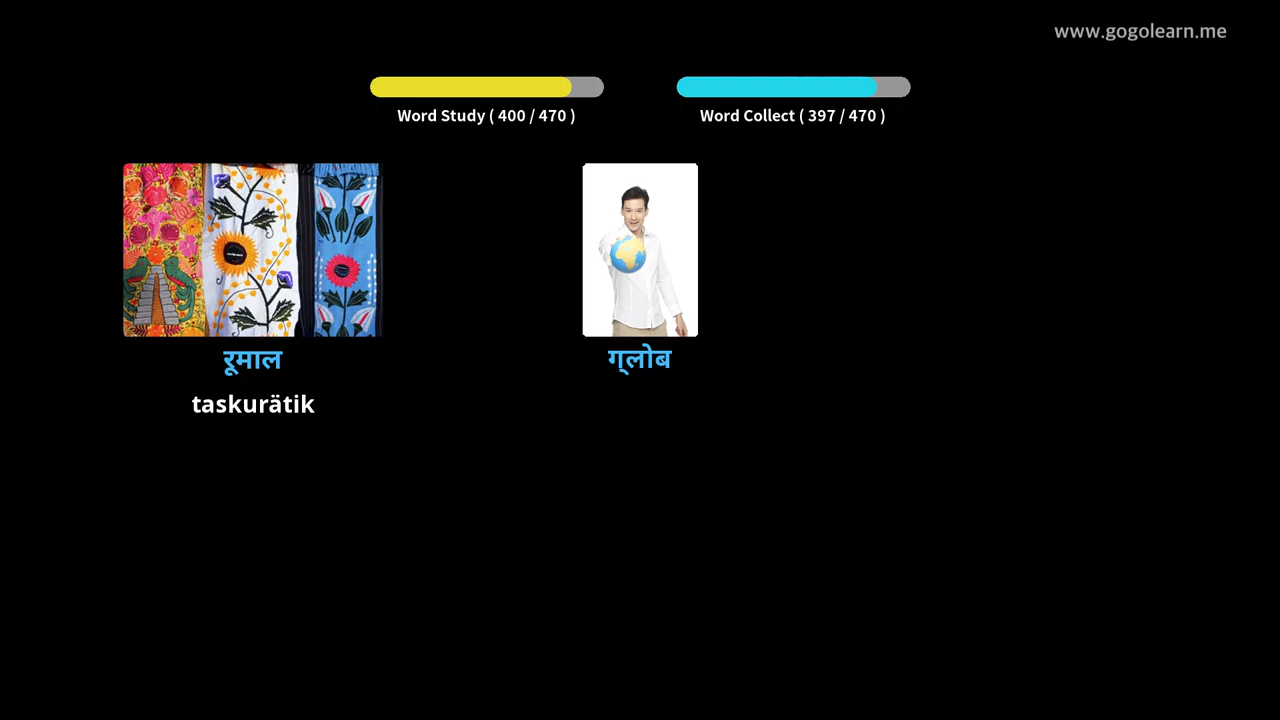 www.gogolearn.me
Word Study ( 400 / 470 )
Word Collect ( 397 / 470 )
रूमाल
ग्लोब
taskurätik